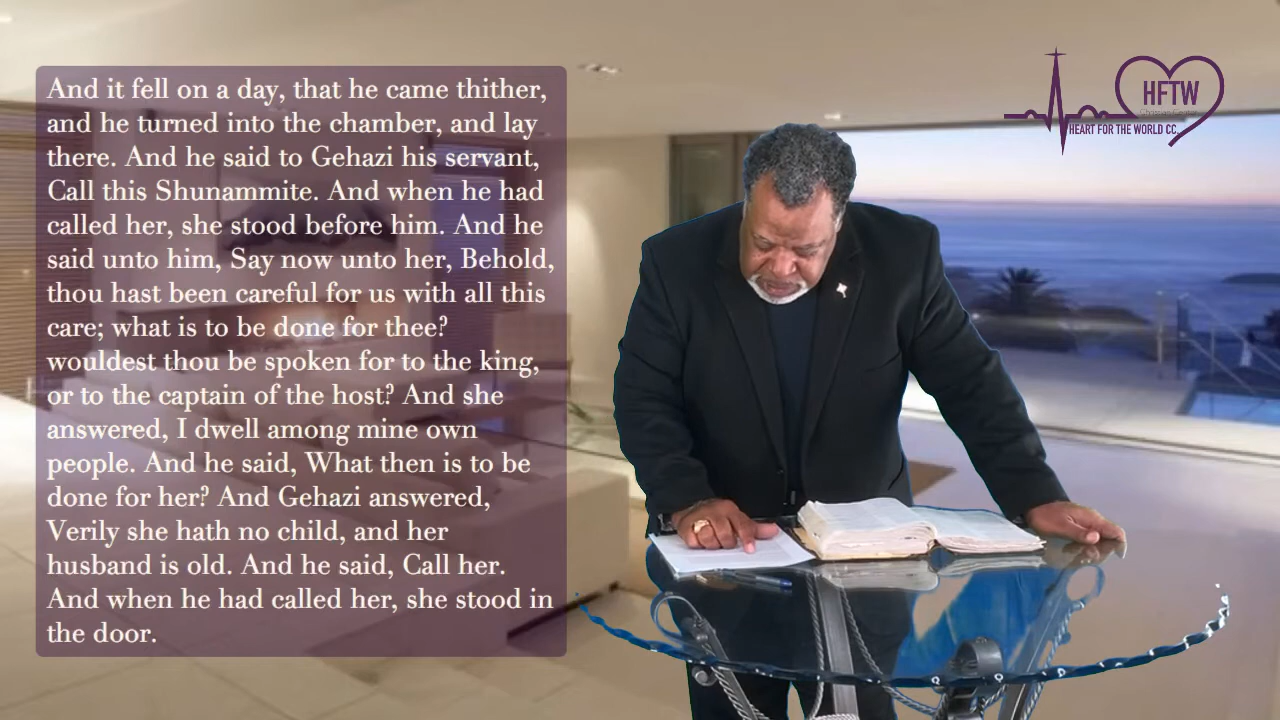 And it fell on a day, that he came thither,
and he turned into the chamber, and lay
there. And he said to Gehazi his servant,
Call this Shunammite. And when he had
called her, she stood before him. And he
said unto him, Say now unto her, Behold,
thou hast been careful for us with all this
care; what is to be done for thee?
wouldest thou be spoken for to the king,
or to the captain of the host? And she
answered, I dwell among mine own
people. And he said, What then is to be
done for her? And Gehazi answered,
Verily she hath no child, and her
husband is old. And he said, Call her.
And when he had called her, she stood in
the door.
HFTW
HEART FOR THE WORLD CC.